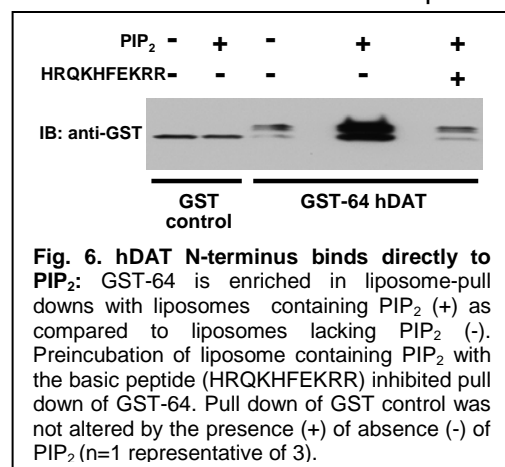 PIP2 - + - + +
HRQKHFEKRR - - - - +
IB: anti-GST
GST control GST-64 hDAT
Fig. 6. hDAT N-terminus binds directly to
PIP2: GST-64 is enriched in liposome-pull
downs with liposomes containing PIP2 (+) as
compared to liposomes lacking PIP2 (-).
Preincubation of liposome containing PIP2 with
the basic peptide (HRQKHFEKRR) inhibited pull
down of GST-64. Pull down of GST control was
not altered by the presence (+) of absence (-) of
PIP2 (n=1 representative of 3).